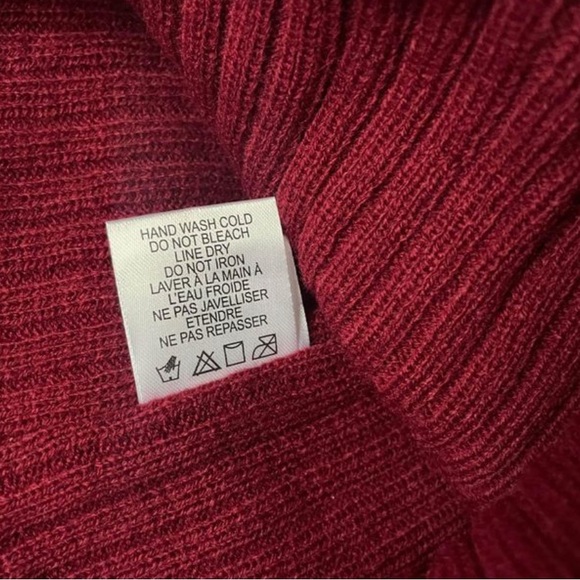 HAND WASH COLD
DO NOT BLEACH
LINE DRY
DO NOT IRON
LAVER À LA MAIN À
L'EAU FROIDE
NE PAS JAVELLISER
ETENDRE
NE PAS REPASSER